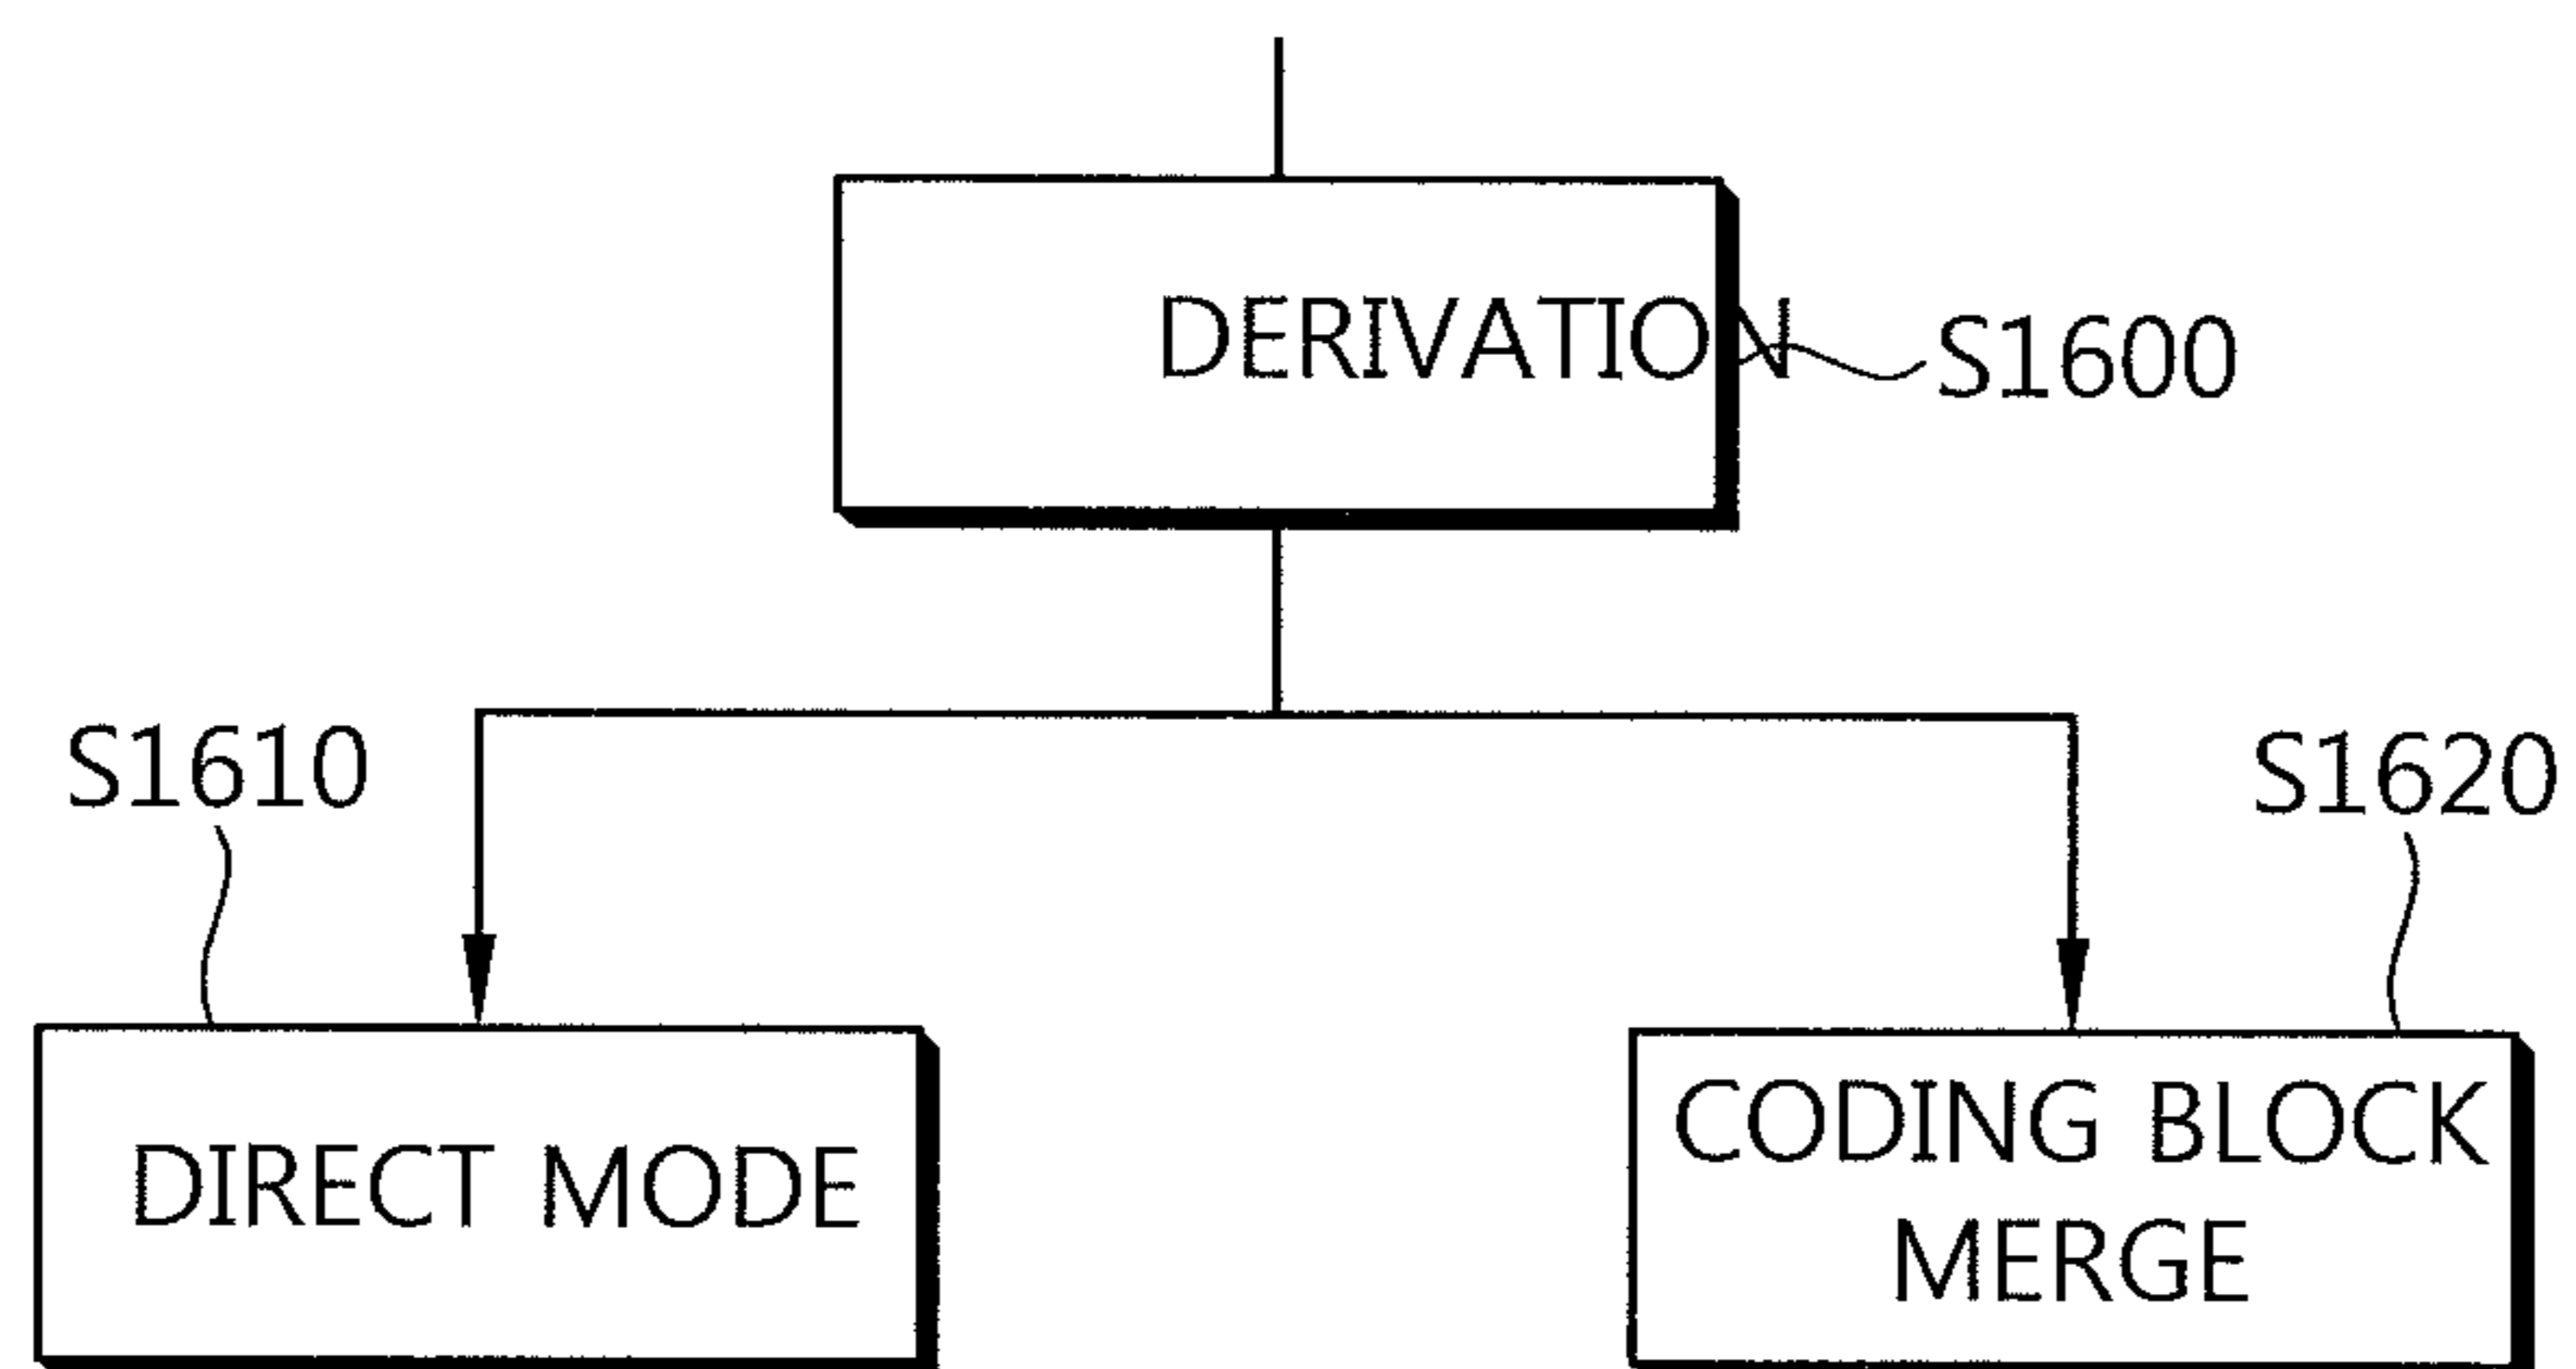 DERIVATION
S1600
S1610
S1620
DIRECT MODE
CODING BLOCK
MERGE